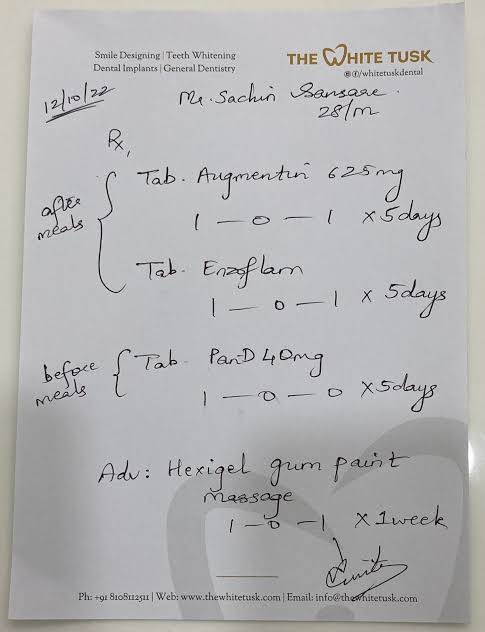 Smile Designing | Teeth Whitening
Dental Implants | General Dentistry
THE WHITE TUSK
/whitetuskdental
12/10/22
Mr. Sachin Sansare.
28/m
Rx,
after meals
Tab. Augmentin 625mg
1 — 0 — 1 x 5days
Tab. Enzoflam
1 — 0 — 1 x 5days
before meals
Tab. PanD 40mg
1 — 0 — 0 x 5days
Adv: Hexigel gum paint
massage
1 - 0 - 1 x 1week
Ph: +91 8108112511 | Web: www.thewhitetusk.com | Email: info@thewhitetusk.com